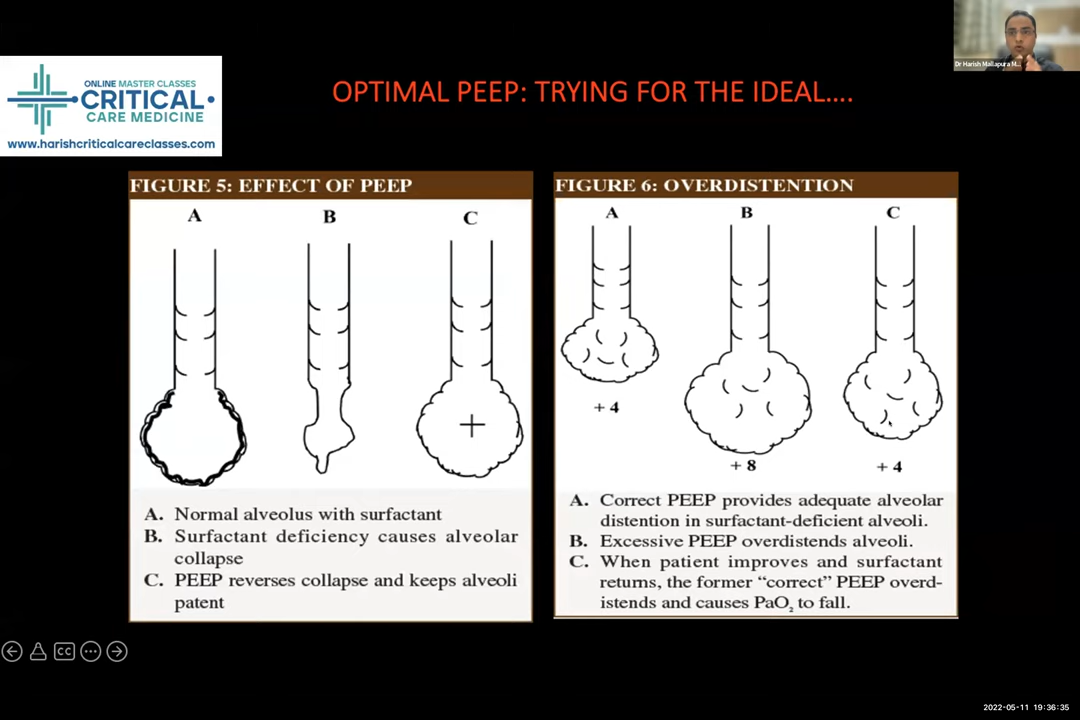 Dr Harish Mallapura M...
ONLINE MASTER CLASSES
CRITICAL
CARE MEDICINE
www.harishcriticalcareclasses.com
OPTIMAL PEEP: TRYING FOR THE IDEAL....
FIGURE 5: EFFECT OF PEEP
A B C
+
A. Normal alveolus with surfactant
B. Surfactant deficiency causes alveolar
collapse
C. PEEP reverses collapse and keeps alveoli
patent
FIGURE 6: OVERDISTENTION
A B C
+ 4
+ 8
+ 4
A. Correct PEEP provides adequate alveolar
distention in surfactant-deficient alveoli.
B. Excessive PEEP overdistends alveoli.
C. When patient improves and surfactant
returns, the former “correct” PEEP overd-
istends and causes PaO₂ to fall.
CC
2022-05-11 19:36:35